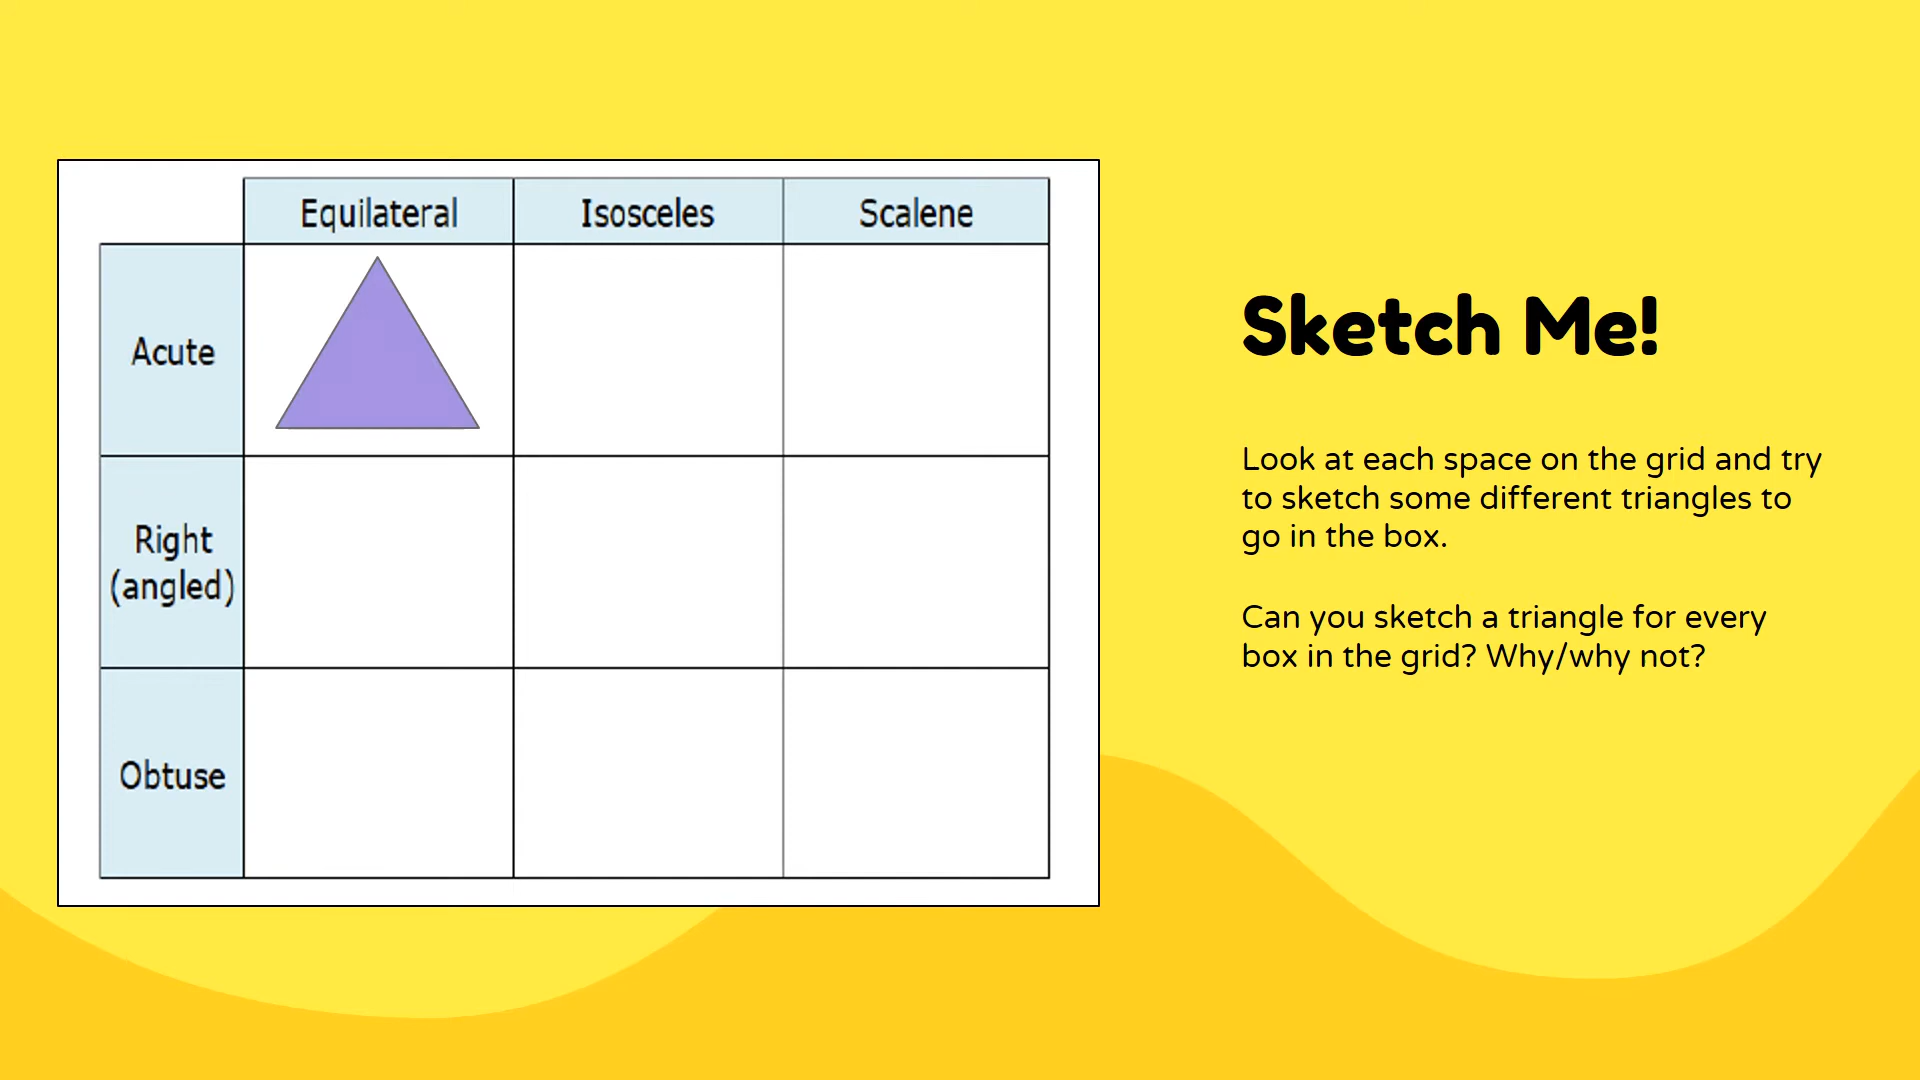 Equilateral Isosceles Scalene
Acute
Right
(angled)
Obtuse
Sketch Me!
Look at each space on the grid and try
to sketch some different triangles to
go in the box.
Can you sketch a triangle for every
box in the grid? Why/why not?